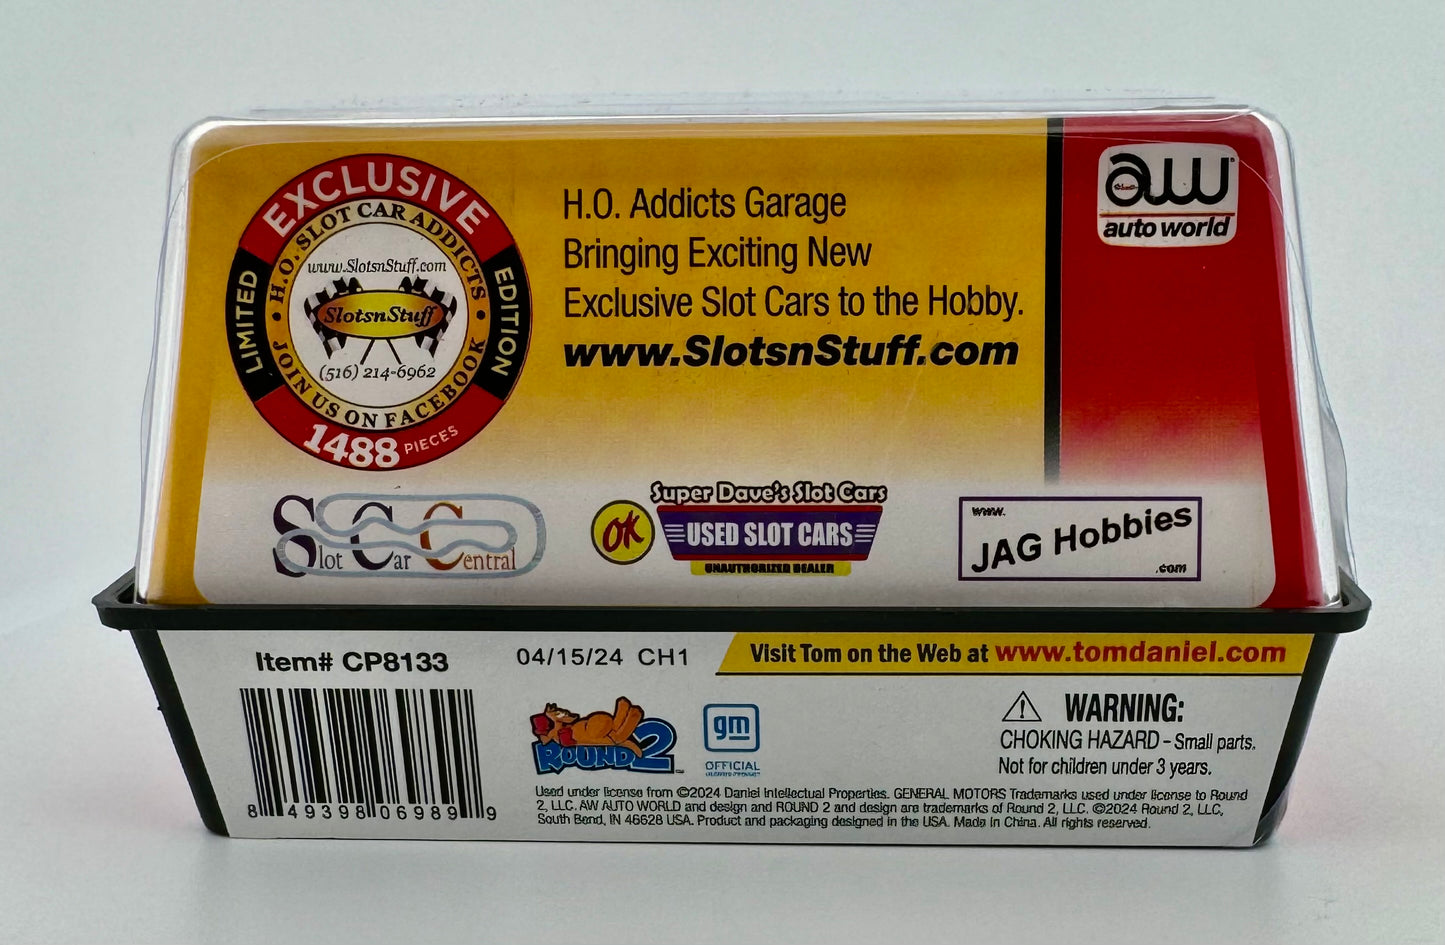 EXCLUSIVE
LIMITED
EDITION
H.O. SLOT CAR ADDICTS
www.SlotsnStuff.com
SlotsnStuff
(516) 214-6962
JOIN US ON FACEBOOK
1488 PIECES
H.O. Addicts Garage
Bringing Exciting New
Exclusive Slot Cars to the Hobby.
www.SlotsnStuff.com
aw
auto world
Slot Car Central
Super Dave's Slot Cars
OK
USED SLOT CARS
UNAUTHORIZED DEALER
www.
JAG Hobbies
.com
Item# CP8133
04/15/24 CH1
Visit Tom on the Web at www.tomdaniel.com
8 49398 06989 9
ROUND 2
gm
OFFICIAL
WARNING:
CHOKING HAZARD - Small parts.
Not for children under 3 years.
Used under license from ©2024 Daniel Intellectual Properties. GENERAL MOTORS Trademarks used under license to Round
2, LLC. AW AUTO WORLD and design and ROUND 2 and design are trademarks of Round 2, LLC. ©2024 Round 2, LLC,
South Bend, IN 46628 USA. Product and packaging designed in the USA. Made in China. All rights reserved.